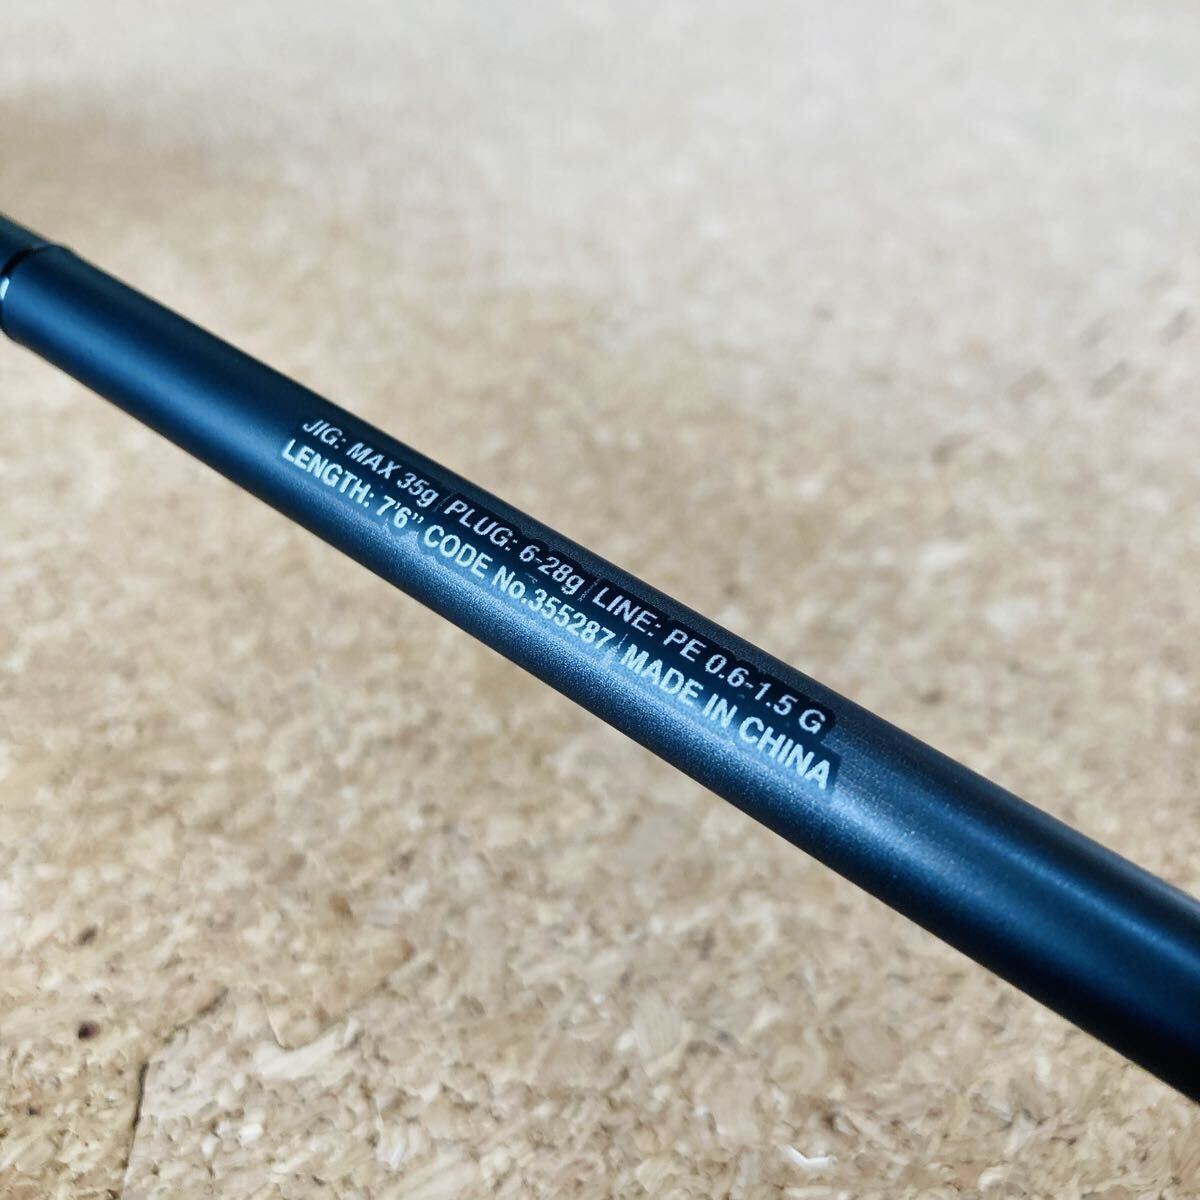 JIG: MAX 35g | PLUG: 6-28g | LINE: PE 0.6-1.5 G
LENGTH: 7'6" CODE No.355287 | MADE IN CHINA